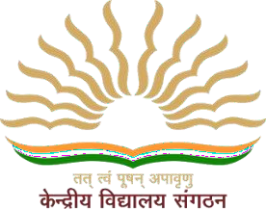 तत् त्वं पूषन् अपावृणु
केन्द्रीय विद्यालय संगठन